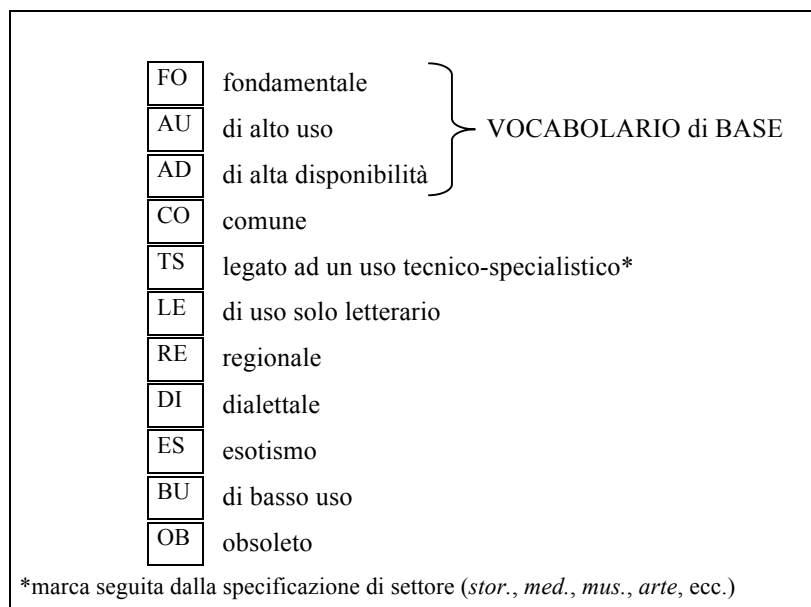 FO fondamentale
AU di alto uso VOCABOLARIO di BASE
AD di alta disponibilità
CO comune
TS legato ad un uso tecnico-specialistico*
LE di uso solo letterario
RE regionale
DI dialettale
ES esotismo
BU di basso uso
OB obsoleto
*marca seguita dalla specificazione di settore (stor., med., mus., arte, ecc.)